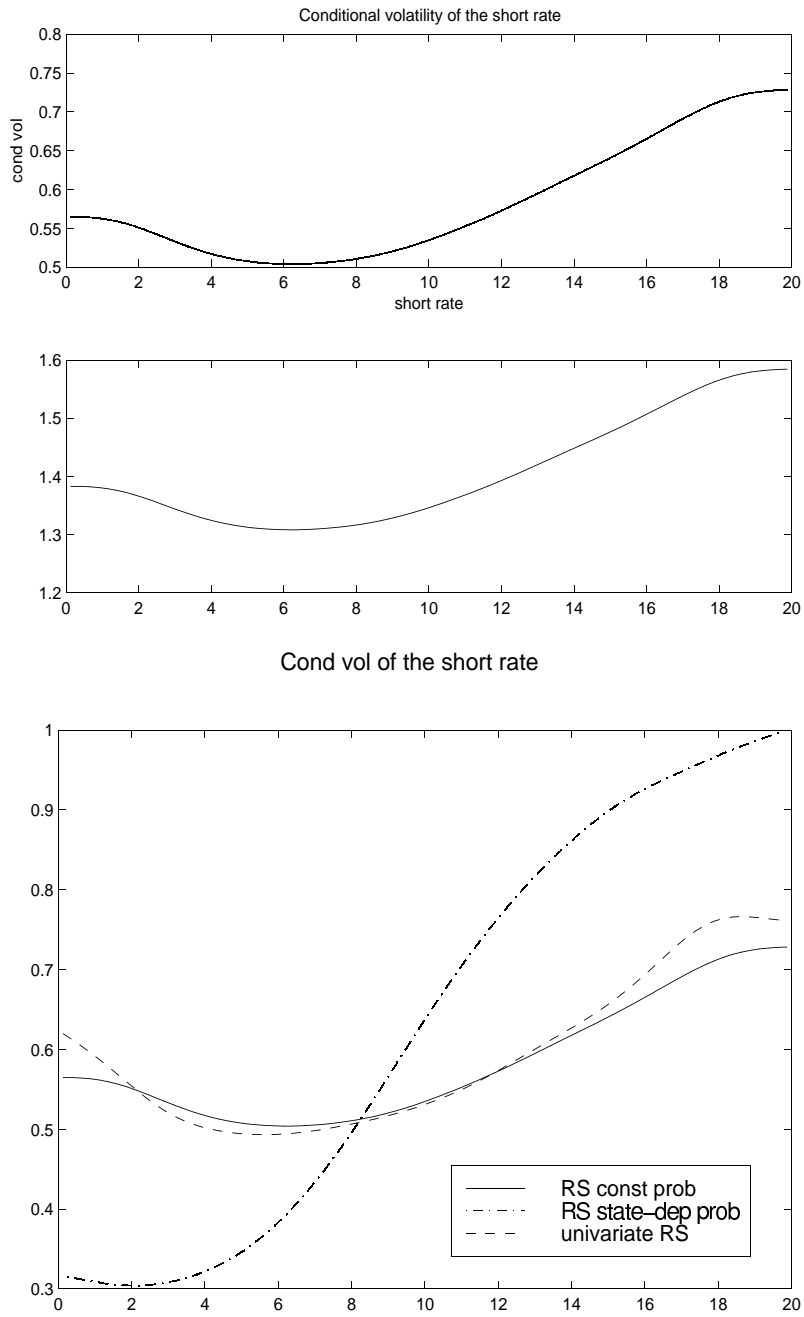 Conditional volatility of the short rate
0.8
0.75
0.7
0.65
0.6
0.55
0.5
cond vol
0 2 4 6 8 10 12 14 16 18 20
short rate
1.6
1.5
1.4
1.3
1.2
0 2 4 6 8 10 12 14 16 18 20
Cond vol of the short rate
1
0.9
0.8
0.7
0.6
0.5
0.4
0.3
RS const prob
RS state–dep prob
univariate RS
0 2 4 6 8 10 12 14 16 18 20